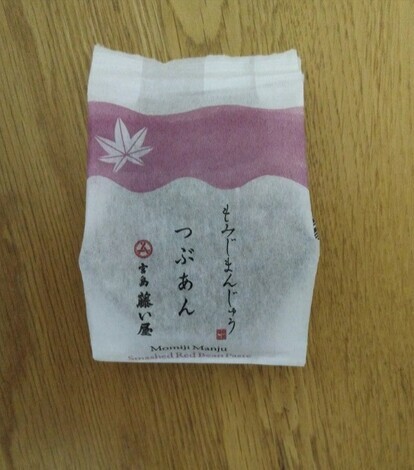 もみじまんじゅう
つぶあん
宮島 藤い屋
Momiji Manju
Smashed Red Bean Paste